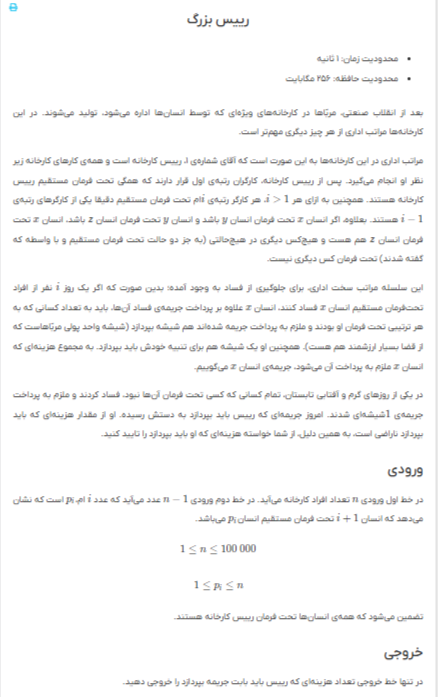 رییس بزرگ
محدودیت زمان: ۱ ثانیه
محدودیت حافظه: ۲۵۶ مگابایت
بعد از انقلاب صنعتی، مربّاها در کارخانه‌های ویژه‌ای که توسط انسان‌ها اداره می‌شود، تولید می‌شوند. در این
کارخانه‌ها مراتب اداری از هر چیز دیگری مهم‌تر است.
مراتب اداری در این کارخانه‌ها به این صورت است که آقای شماره‌ی ۱، رییس کارخانه است و همه‌ی کارهای کارخانه زیر
نظر او انجام می‌گیرد. پس از رییس کارخانه، کارگران رتبه‌ی اول قرار دارند که همگی تحت فرمان مستقیم رییس
کارخانه هستند. همچنین به ازای هر i > 1، هر کارگر رتبه‌ی iام تحت فرمان مستقیم دقیقا یکی از کارگرهای رتبه‌ی
i − 1 هستند. بعلاوه، اگر انسان x تحت فرمان انسان y باشد و انسان y تحت فرمان انسان z باشد، انسان x تحت
فرمان انسان z هم هست و هیچ‌کس دیگری در هیچ‌حالتی (به جز دو حالت تحت فرمان مستقیم و با واسطه که
گفته شدند) تحت فرمان کس دیگری نیست.
این سلسله مراتب سخت اداری، برای جلوگیری از فساد به وجود آمده؛ بدین صورت که اگر یک روز i نفر از افراد
تحت‌فرمان مستقیم انسان x فساد کنند، انسان x علاوه بر پرداخت جریمه‌ی فساد آن‌ها، باید به تعداد کسانی که به
هر ترتیبی تحت فرمان او بودند و ملزم به پرداخت جریمه شده‌اند هم شیشه بپردازد (شیشه واحد پولی مربّاهاست که
از قضا بسیار ارزشمند هم هست). همچنین او یک شیشه هم برای تنبیه خودش باید بپردازد. به مجموع هزینه‌ای که
انسان x ملزم به پرداخت آن می‌شود، جریمه‌ی انسان x می‌گوییم.
در یکی از روزهای گرم و آفتابی تابستان، تمام کسانی که کسی تحت فرمان آن‌ها نبود، فساد کردند و ملزم به پرداخت
جریمه‌ی 1شیشه‌ای شدند. امروز جریمه‌ای که رییس باید بپردازد به دستش رسیده. او از مقدار هزینه‌ای که باید
بپردازد ناراضی است، به همین دلیل، از شما خواسته هزینه‌ای که او باید بپردازد را تایید کنید.
ورودی
در خط اول ورودی n تعداد افراد کارخانه می‌آید. در خط دوم ورودی n − 1 عدد می‌آید که عدد i ام، pᵢ است که نشان
می‌دهد که انسان i + 1 تحت فرمان مستقیم انسان pᵢ می‌باشد.
1 ≤ n ≤ 100 000
1 ≤ pᵢ ≤ n
تضمین می‌شود که همه‌ی انسان‌ها تحت فرمان رییس کارخانه هستند.
خروجی
در تنها خط خروجی تعداد هزینه‌ای که رییس باید بابت جریمه بپردازد را خروجی دهید.